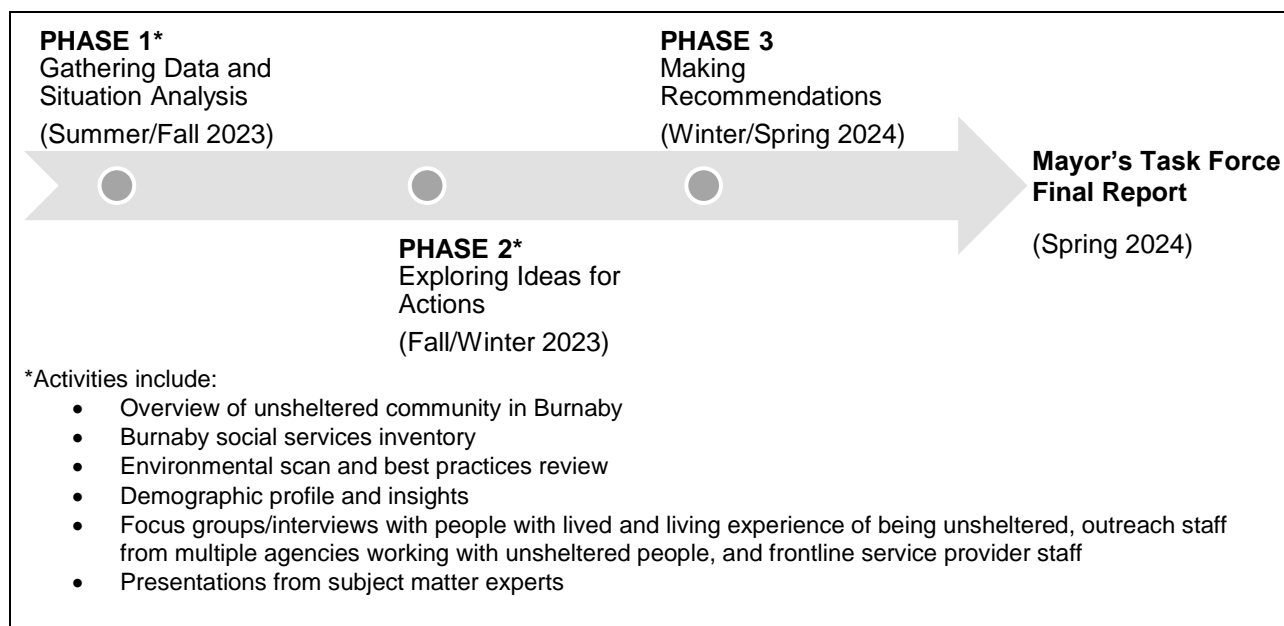 PHASE 1*
Gathering Data and
Situation Analysis
(Summer/Fall 2023)
PHASE 3
Making
Recommendations
(Winter/Spring 2024)
Mayor’s Task Force
Final Report
(Spring 2024)
PHASE 2*
Exploring Ideas for
Actions
(Fall/Winter 2023)
*Activities include:
• Overview of unsheltered community in Burnaby
• Burnaby social services inventory
• Environmental scan and best practices review
• Demographic profile and insights
• Focus groups/interviews with people with lived and living experience of being unsheltered, outreach staff
from multiple agencies working with unsheltered people, and frontline service provider staff
• Presentations from subject matter experts